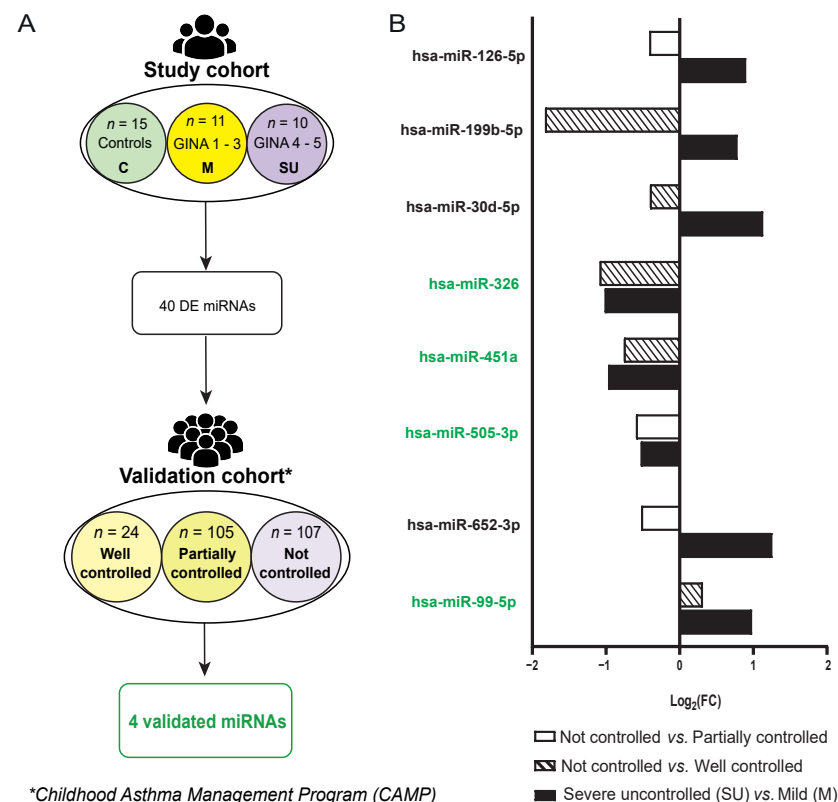 A
Study cohort
n = 15
Controls
C
n = 11
GINA 1 - 3
M
n = 10
GINA 4 - 5
SU
40 DE miRNAs
Validation cohort*
n = 24
Well
controlled
n = 105
Partially
controlled
n = 107
Not
controlled
4 validated miRNAs
*Childhood Asthma Management Program (CAMP)
B
hsa-miR-126-5p
hsa-miR-199b-5p
hsa-miR-30d-5p
hsa-miR-326
hsa-miR-451a
hsa-miR-505-3p
hsa-miR-652-3p
hsa-miR-99-5p
−2 −1 0 1 2
Log₂(FC)
Not controlled vs. Partially controlled
Not controlled vs. Well controlled
Severe uncontrolled (SU) vs. Mild (M)